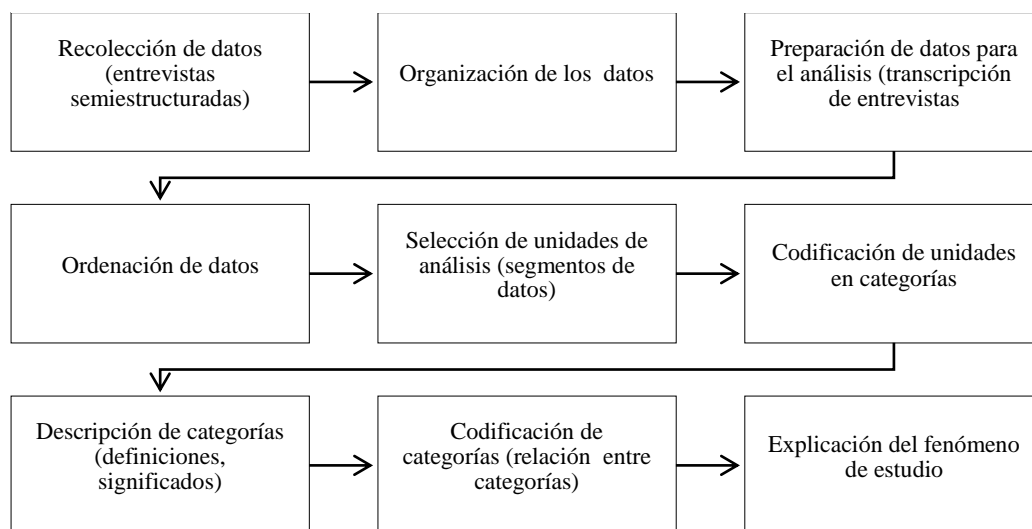 Recolección de datos
(entrevistas
semiestructuradas)
Organización de los  datos
Preparación de datos para
el análisis (transcripción
de entrevistas
Ordenación de datos
Selección de unidades de
análisis (segmentos de
datos)
Codificación de unidades
en categorías
Descripción de categorías
(definiciones,
significados)
Codificación de
categorías (relación  entre
categorías)
Explicación del fenómeno
de estudio